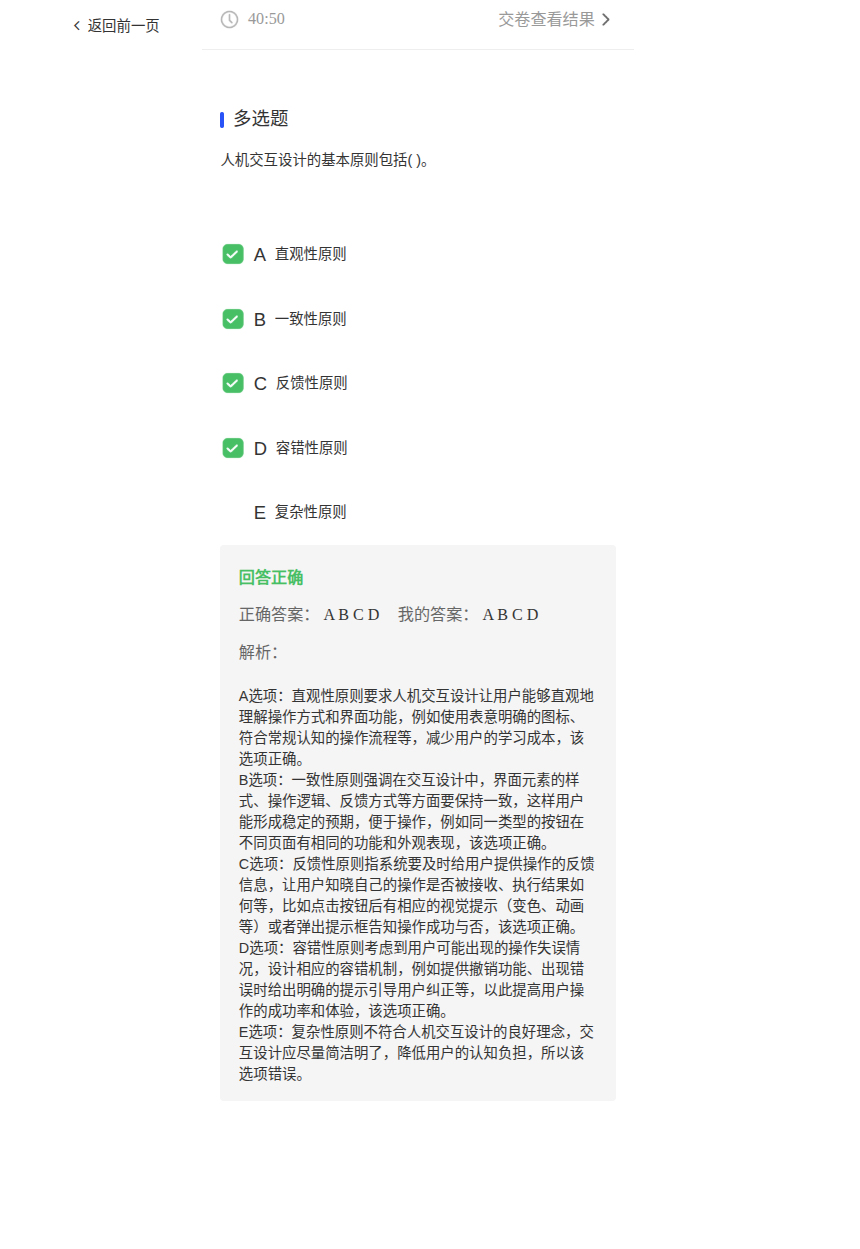 返回前一页
40:50
交卷查看结果
多选题
人机交互设计的基本原则包括( )。
A 直观性原则
B 一致性原则
C 反馈性原则
D 容错性原则
E 复杂性原则
回答正确
正确答案： A B C D 我的答案： A B C D
解析：
A选项：直观性原则要求人机交互设计让用户能够直观地
理解操作方式和界面功能，例如使用表意明确的图标、
符合常规认知的操作流程等，减少用户的学习成本，该
选项正确。
B选项：一致性原则强调在交互设计中，界面元素的样
式、操作逻辑、反馈方式等方面要保持一致，这样用户
能形成稳定的预期，便于操作，例如同一类型的按钮在
不同页面有相同的功能和外观表现，该选项正确。
C选项：反馈性原则指系统要及时给用户提供操作的反馈
信息，让用户知晓自己的操作是否被接收、执行结果如
何等，比如点击按钮后有相应的视觉提示（变色、动画
等）或者弹出提示框告知操作成功与否，该选项正确。
D选项：容错性原则考虑到用户可能出现的操作失误情
况，设计相应的容错机制，例如提供撤销功能、出现错
误时给出明确的提示引导用户纠正等，以此提高用户操
作的成功率和体验，该选项正确。
E选项：复杂性原则不符合人机交互设计的良好理念，交
互设计应尽量简洁明了，降低用户的认知负担，所以该
选项错误。